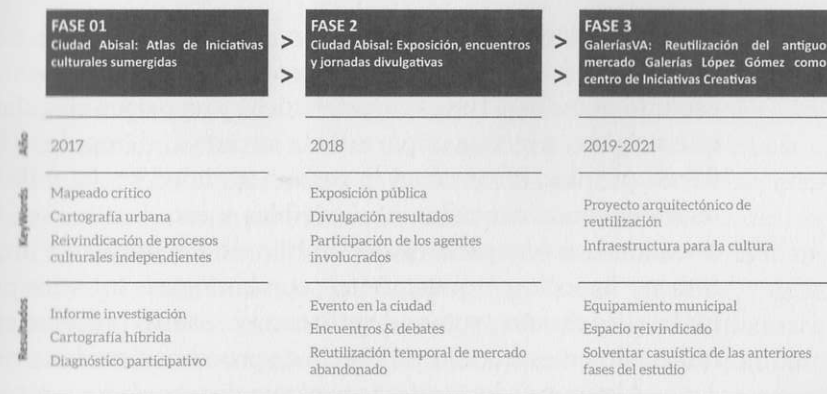 FASE 01
Ciudad Abisal: Atlas de Iniciativas
culturales sumergidas
>
>
FASE 2
Ciudad Abisal: Exposición, encuentros
y jornadas divulgativas
>
>
FASE 3
GaleríasVA: Reutilización del antiguo
mercado Galerías López Gómez como
centro de Iniciativas Creativas
Año
2017
2018
2019-2021
KeyWords
Mapeado crítico
Cartografía urbana
Reivindicación de procesos
culturales independientes
Exposición pública
Divulgación resultados
Participación de los agentes
involucrados
Proyecto arquitectónico de
reutilización
Infraestructura para la cultura
Resultados
Informe investigación
Cartografía híbrida
Diagnóstico participativo
Evento en la ciudad
Encuentros & debates
Reutilización temporal de mercado
abandonado
Equipamiento municipal
Espacio reivindicado
Solventar casuística de las anteriores
fases del estudio